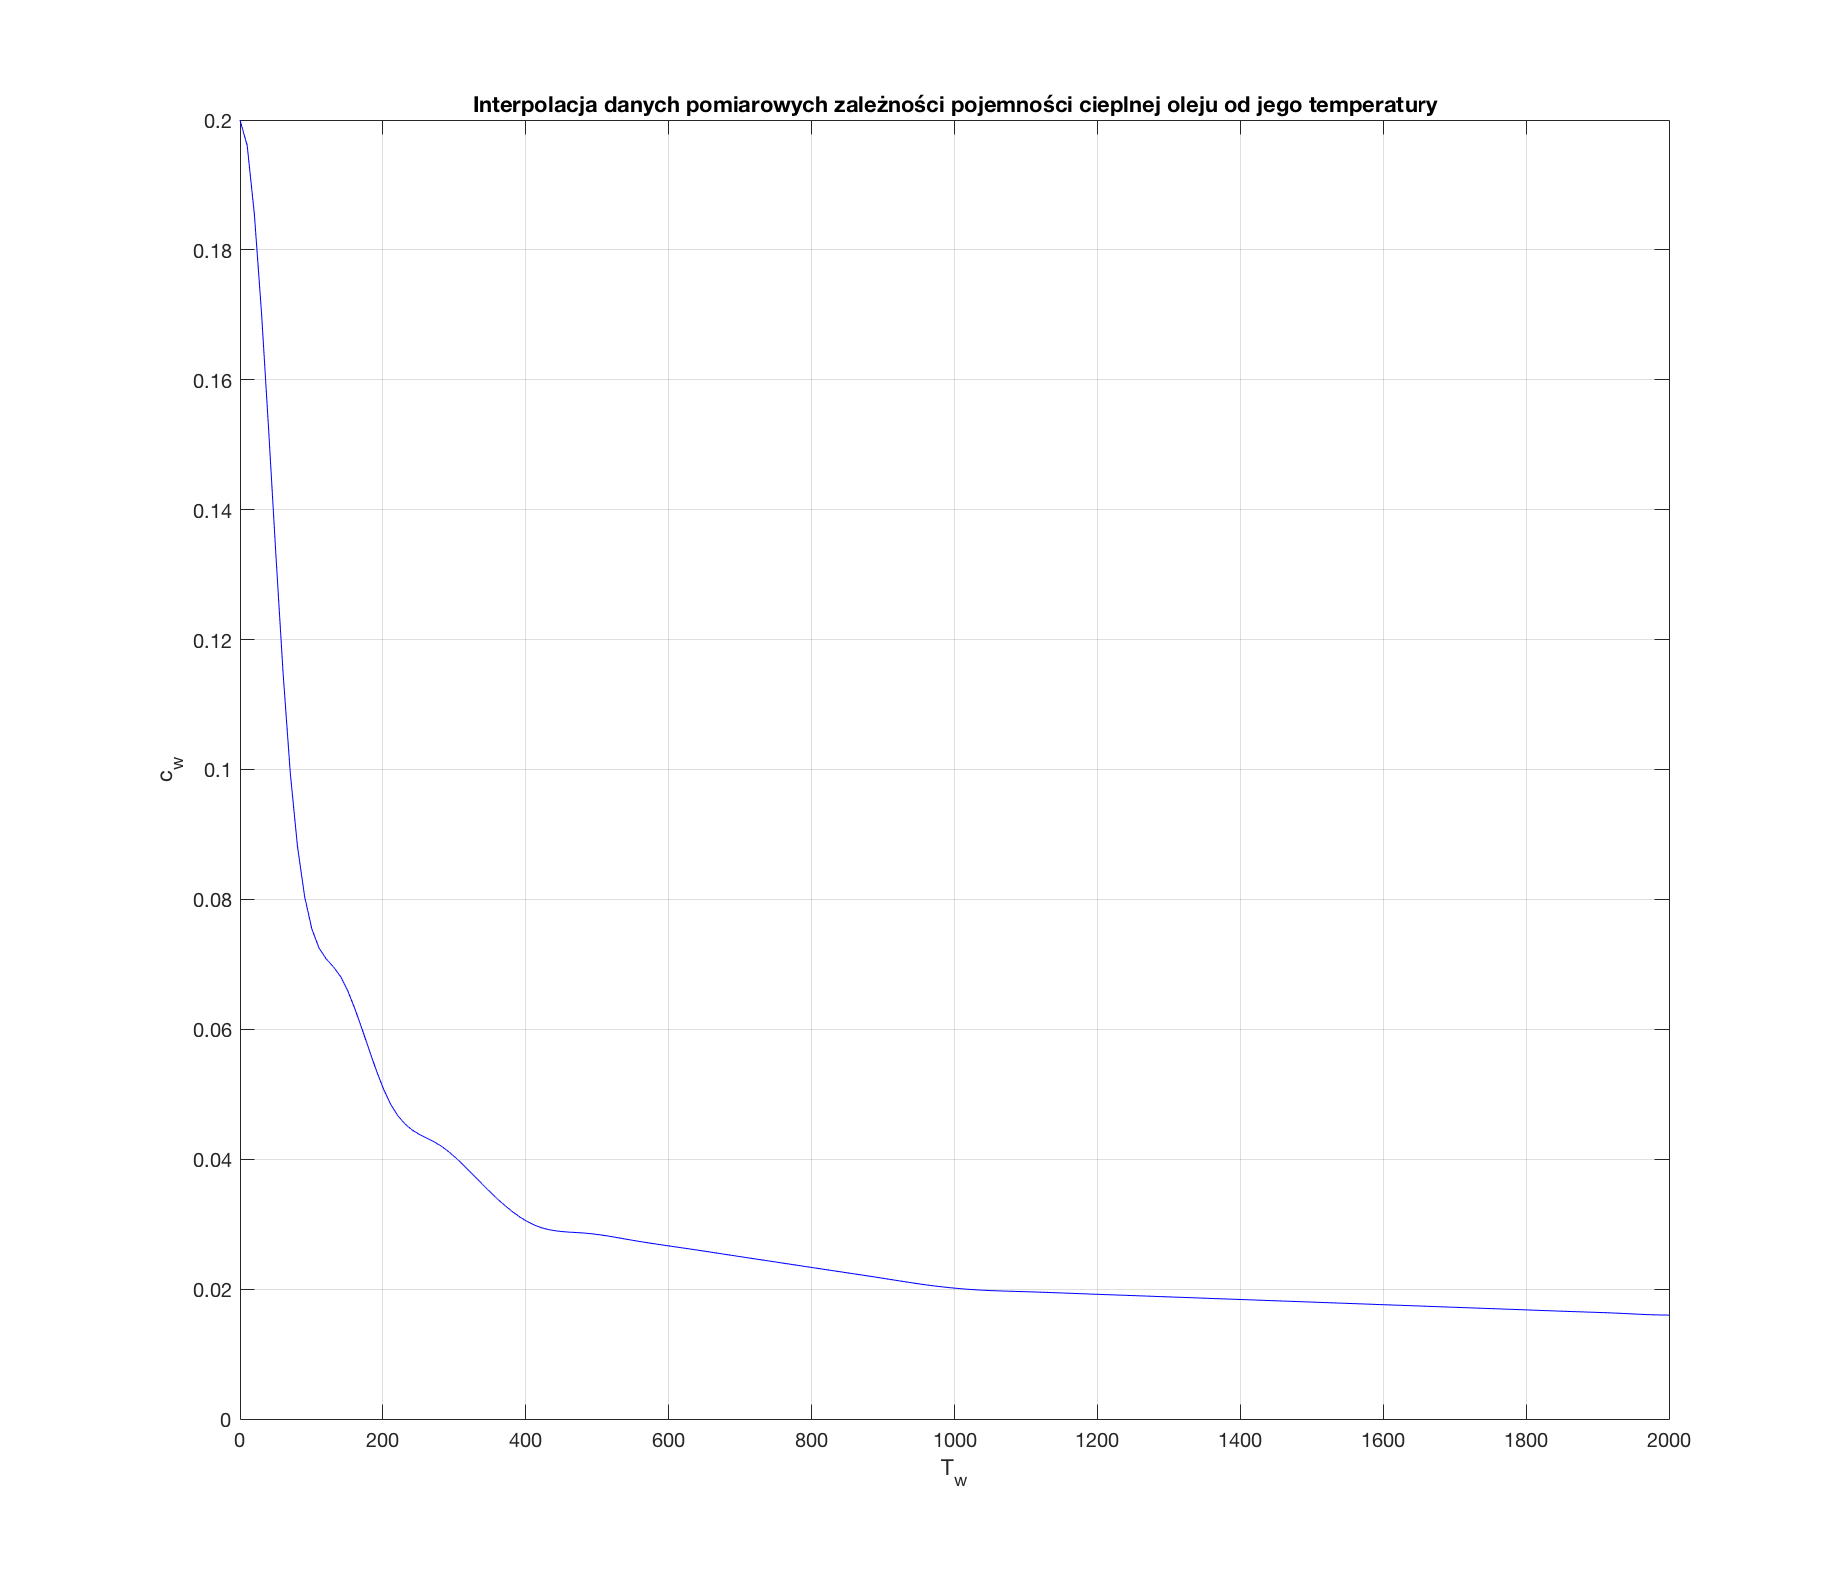 Interpolacja danych pomiarowych zależności pojemności cieplnej oleju od jego temperatury
0.2
0.18
0.16
0.14
0.12
0.1
0.08
0.06
0.04
0.02
0
c_w
0 200 400 600 800 1000 1200 1400 1600 1800 2000
T_w